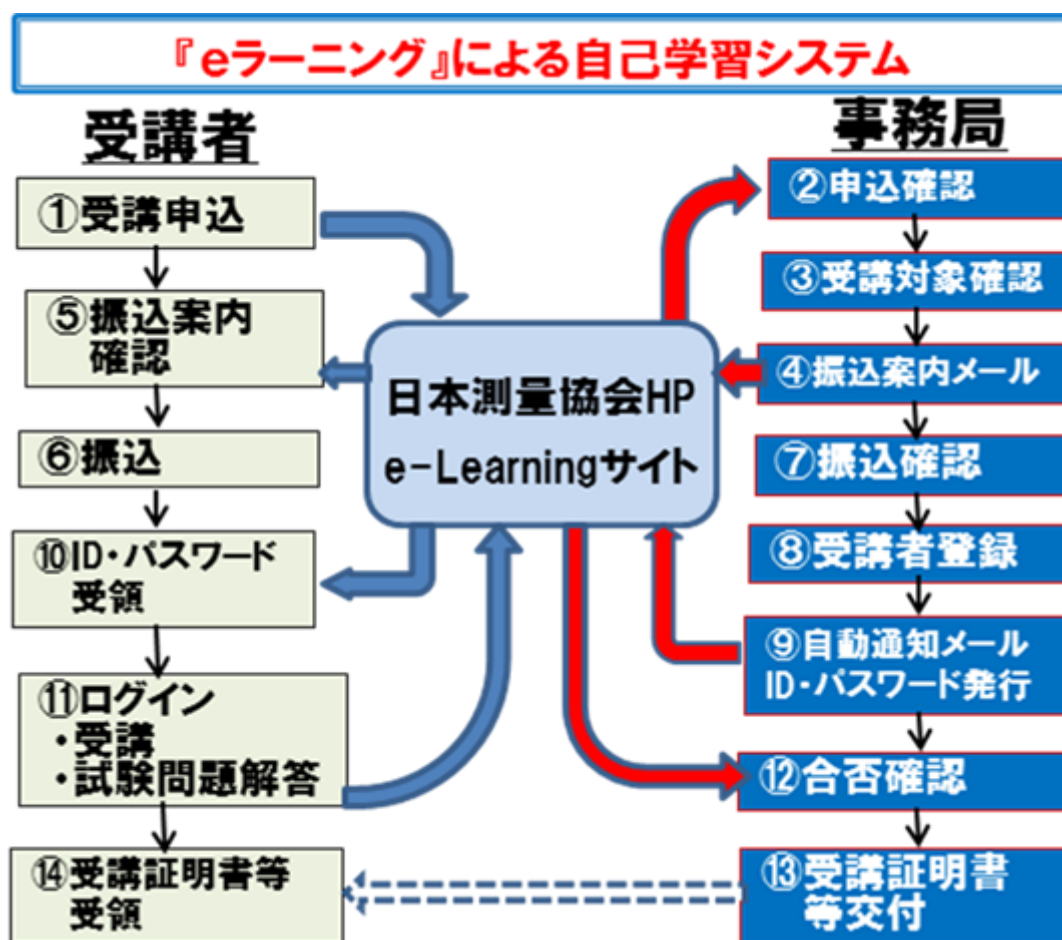 『eラーニング』による自己学習システム
受講者
①受講申込
⑤振込案内
確認
⑥振込
⑩ID・パスワード
受領
⑪ログイン
・受講
・試験問題解答
⑭受講証明書等
受領
日本測量協会HP
e-Learningサイト
事務局
②申込確認
③受講対象確認
④振込案内メール
⑦振込確認
⑧受講者登録
⑨自動通知メール
ID・パスワード発行
⑫合否確認
⑬受講証明書
等交付